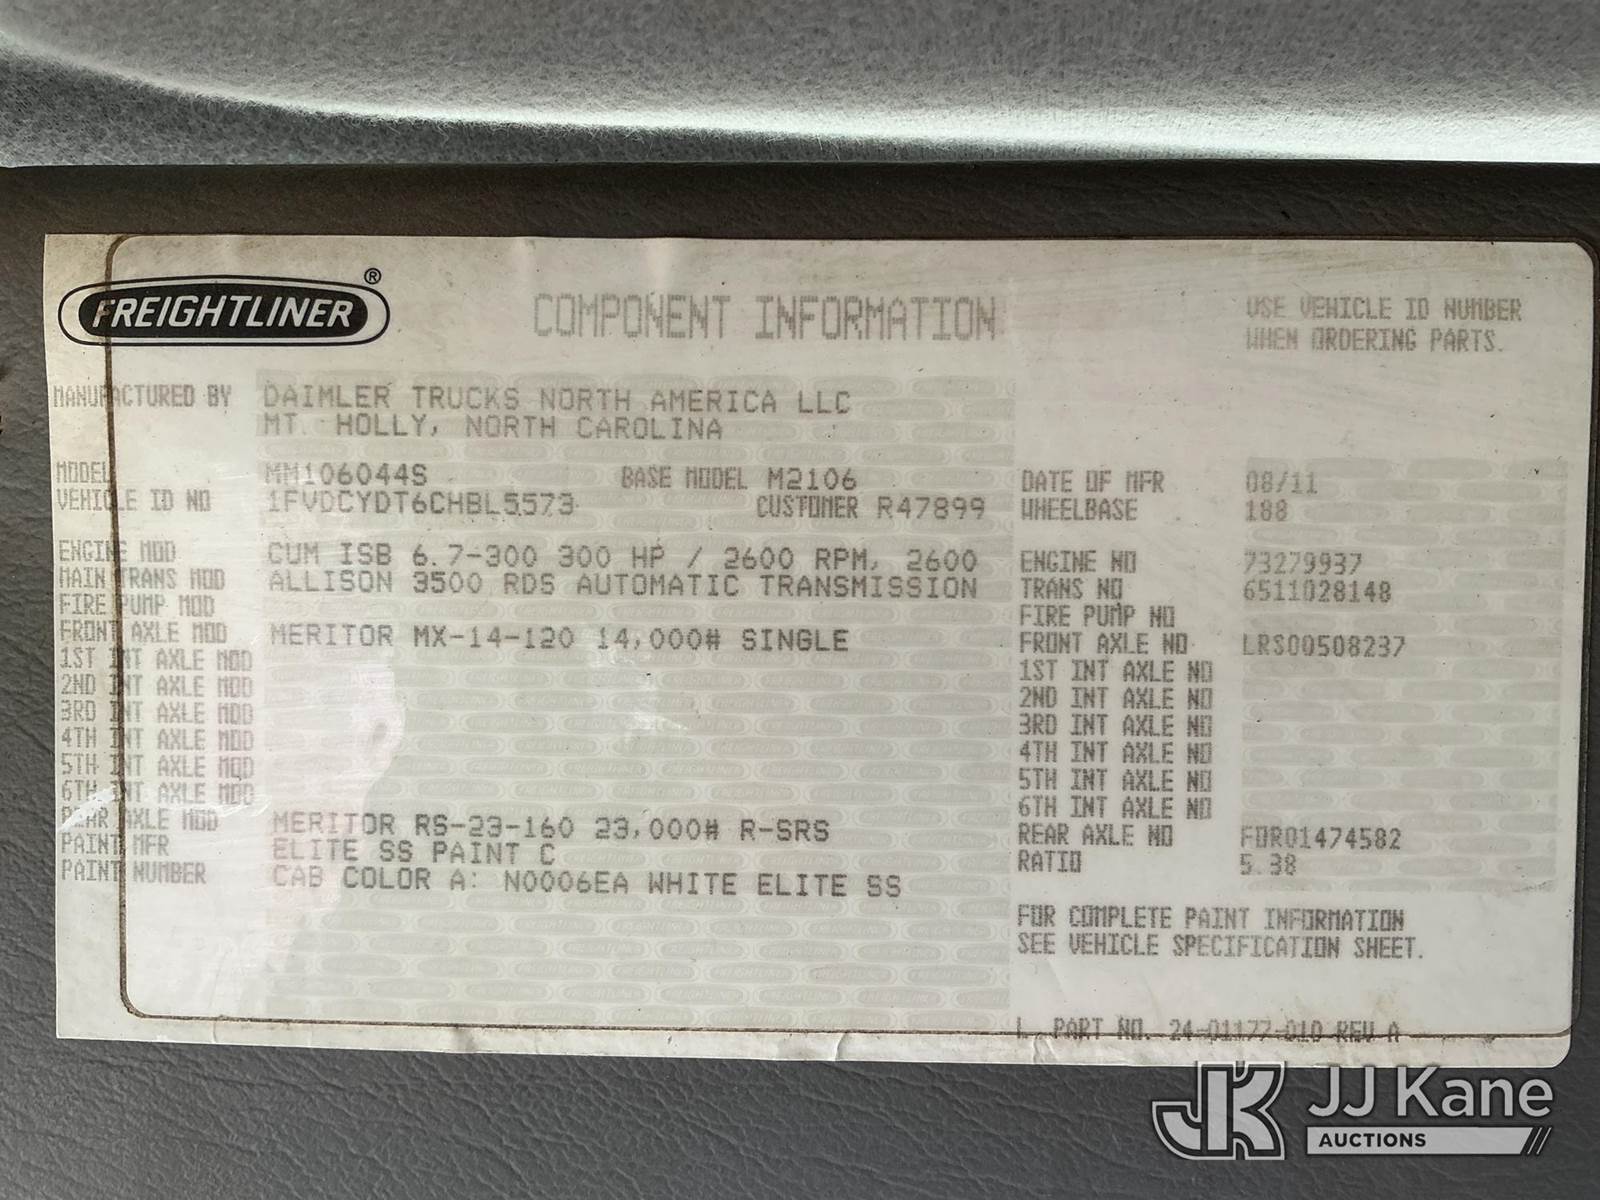 FREIGHTLINER ®
COMPONENT INFORMATION
USE VEHICLE ID NUMBER
WHEN ORDERING PARTS.
MANUFACTURED BY DAIMLER TRUCKS NORTH AMERICA LLC
MT. HOLLY, NORTH CAROLINA
MODEL MM106044S BASE MODEL M2106 DATE OF MFR 08/11
VEHICLE ID NO 1FVDCYDT6CHBL5573 CUSTOMER R47899 WHEELBASE 188
ENGINE MOD CUM ISB 6.7-300 300 HP / 2600 RPM, 2600 ENGINE NO 73279937
MAIN TRANS MOD ALLISON 3500 RDS AUTOMATIC TRANSMISSION TRANS NO 6511028148
FIRE PUMP MOD FIRE PUMP NO
FRONT AXLE MOD MERITOR MX-14-120 14,000# SINGLE FRONT AXLE NO LRS00508237
1ST INT AXLE MOD 1ST INT AXLE NO
2ND INT AXLE MOD 2ND INT AXLE NO
3RD INT AXLE MOD 3RD INT AXLE NO
4TH INT AXLE MOD 4TH INT AXLE NO
5TH INT AXLE MOD 5TH INT AXLE NO
6TH INT AXLE MOD 6TH INT AXLE NO
REAR AXLE MOD MERITOR RS-23-160 23,000# R-SRS REAR AXLE NO FDR01474582
PAINT MFR ELITE SS PAINT C RATIO 5.38
PAINT NUMBER CAB COLOR A: N0006EA WHITE ELITE SS
FOR COMPLETE PAINT INFORMATION
SEE VEHICLE SPECIFICATION SHEET.
PART NO. 24-01177-010 REV A
JK JJ Kane
AUCTIONS